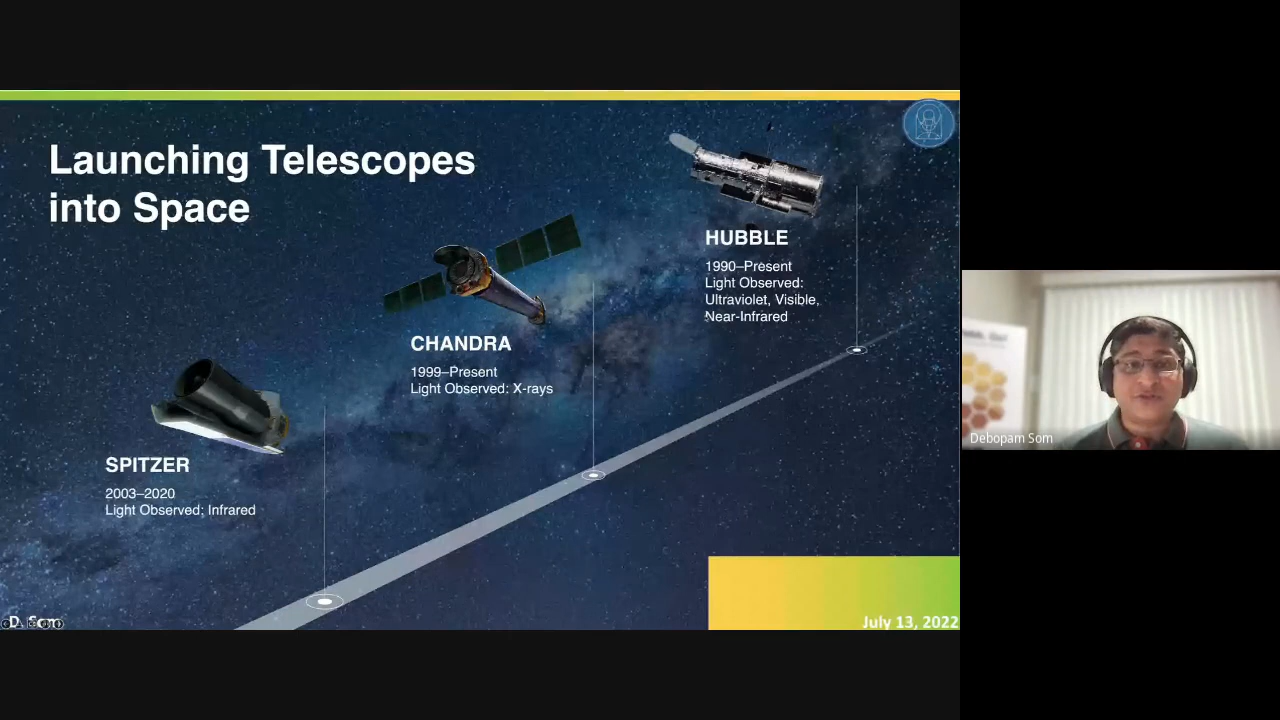 Launching Telescopes
into Space
HUBBLE
1990–Present
Light Observed:
Ultraviolet, Visible,
Near-Infrared
CHANDRA
1999–Present
Light Observed: X-rays
SPITZER
2003–2020
Light Observed; Infrared
D. Som
July 13, 2022
Debopam Som